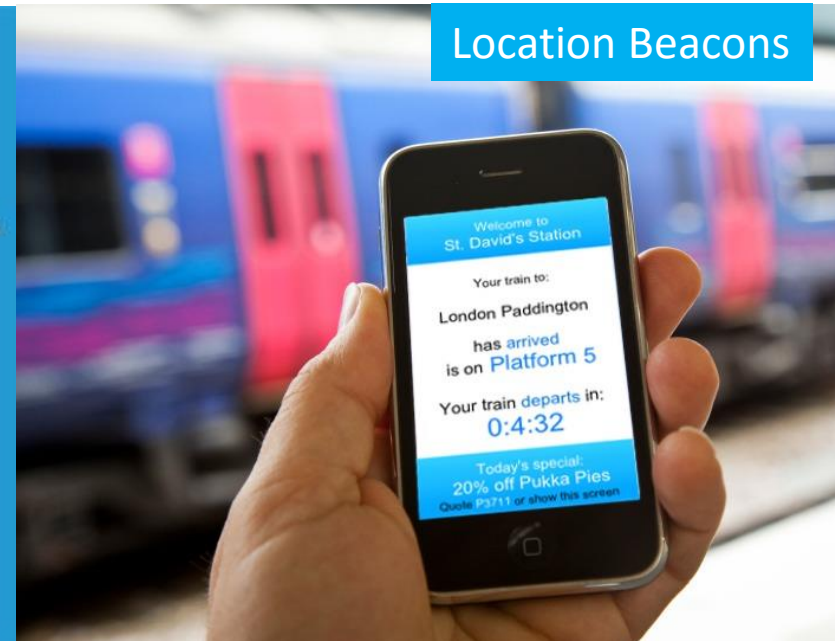 Location Beacons
Welcome to
St. David's Station
Your train to:
London Paddington
has arrived
is on Platform 5
Your train departs in:
0:4:32
Today's special:
20% off Pukka Pies
Quote P3711 or show this screen